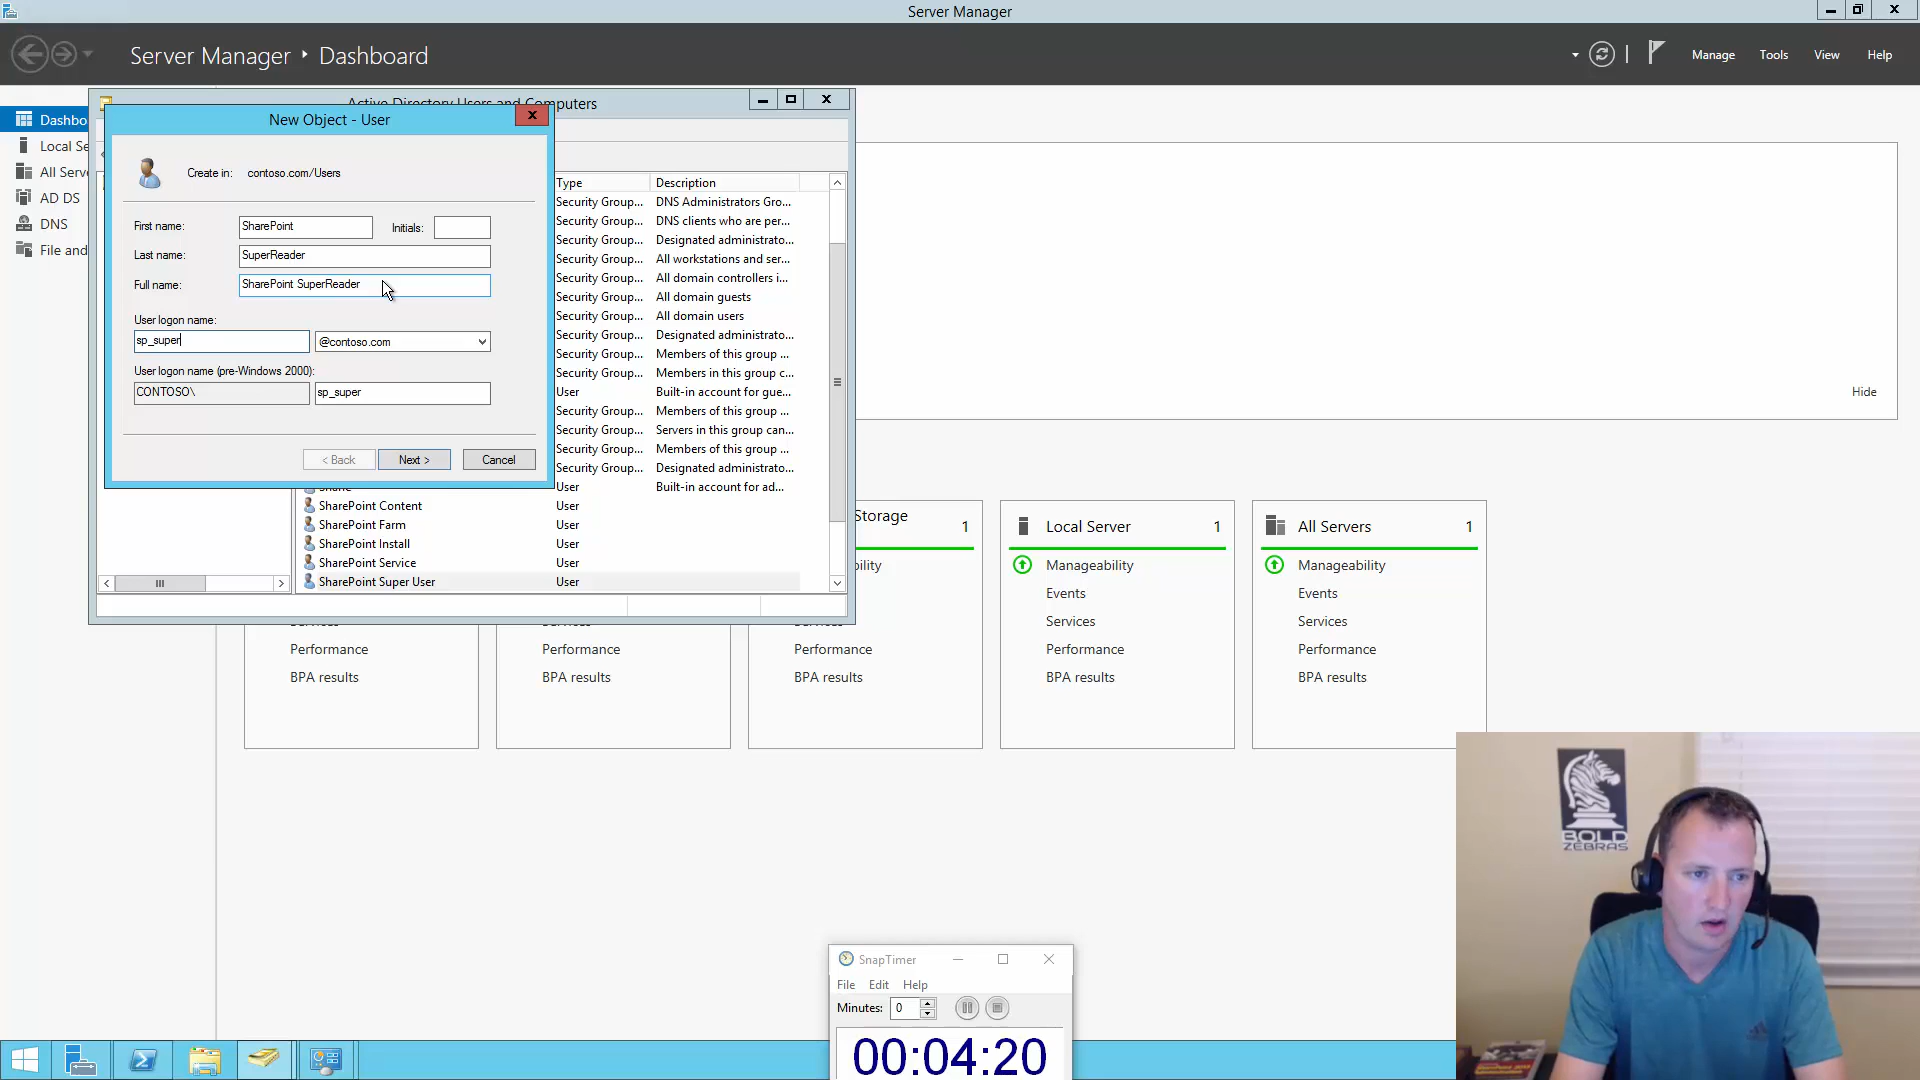 Server Manager
Server Manager ‣ Dashboard
Manage
Tools
View
Help
Active Directory Users and Computers
New Object - User
Dashbo
Local Se
All Serve
AD DS
DNS
File and
Create in: contoso.com/Users
First name: SharePoint
Initials:
Last name: SuperReader
Full name: SharePoint SuperReader
User logon name:
sp_super
@contoso.com
User logon name (pre-Windows 2000):
CONTOSO\
sp_super
< Back
Next >
Cancel
Type
Description
Security Group... DNS Administrators Gro...
Security Group... DNS clients who are per...
Security Group... Designated administrato...
Security Group... All workstations and ser...
Security Group... All domain controllers i...
Security Group... All domain guests
Security Group... All domain users
Security Group... Designated administrato...
Security Group... Members of this group ...
Security Group... Members in this group c...
User Built-in account for gue...
Security Group... Members of this group ...
Security Group... Servers in this group can...
Security Group... Members of this group ...
Security Group... Designated administrato...
User Built-in account for ad...
SharePoint Content User
SharePoint Farm User
SharePoint Install User
SharePoint Service User
SharePoint Super User User
Hide
Storage 1
bility
Performance
BPA results
Performance
BPA results
Performance
BPA results
Local Server 1
Manageability
Events
Services
Performance
BPA results
All Servers 1
Manageability
Events
Services
Performance
BPA results
SnapTimer
File Edit Help
Minutes: 0
00:04:20
BOLD
ZEBRAS